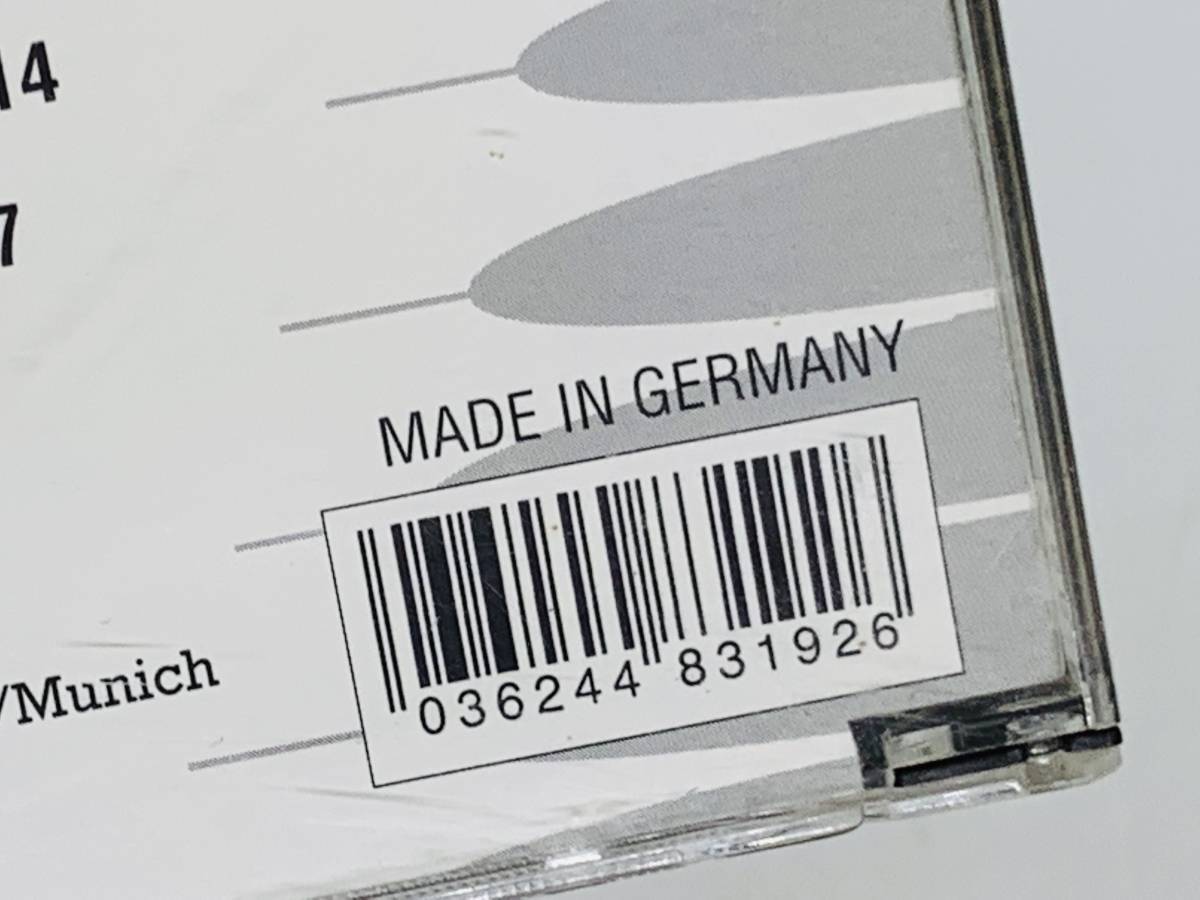 14
7
MADE IN GERMANY
/Munich
036244 831926